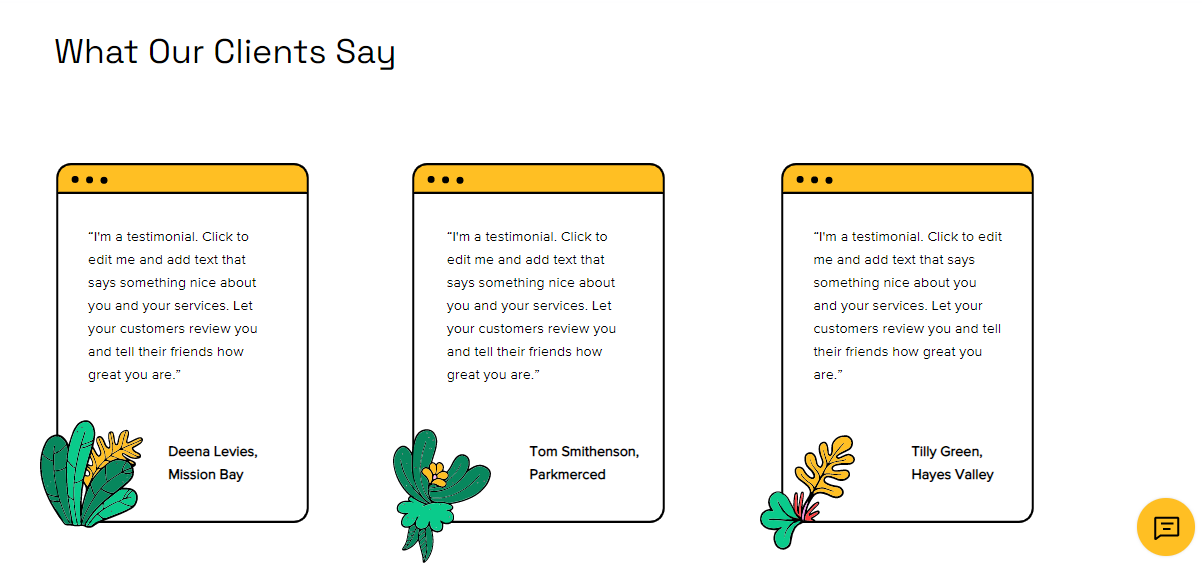 What Our Clients Say
“I'm a testimonial. Click to
edit me and add text that
says something nice about
you and your services. Let
your customers review you
and tell their friends how
great you are.”
Deena Levies,
Mission Bay
“I'm a testimonial. Click to
edit me and add text that
says something nice about
you and your services. Let
your customers review you
and tell their friends how
great you are.”
Tom Smithenson,
Parkmerced
“I'm a testimonial. Click to edit
me and add text that says
something nice about you
and your services. Let your
customers review you and tell
their friends how great you
are.”
Tilly Green,
Hayes Valley